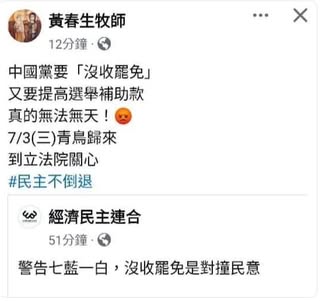 黃春生牧師
12分鐘·
中國黨要「沒收罷免」
又要提高選舉補助款
真的無法無天！😡
7/3(三)青鳥歸來
到立法院關心
#民主不倒退
經濟民主連合
51分鐘·
警告七藍一白，沒收罷免是對撞民意